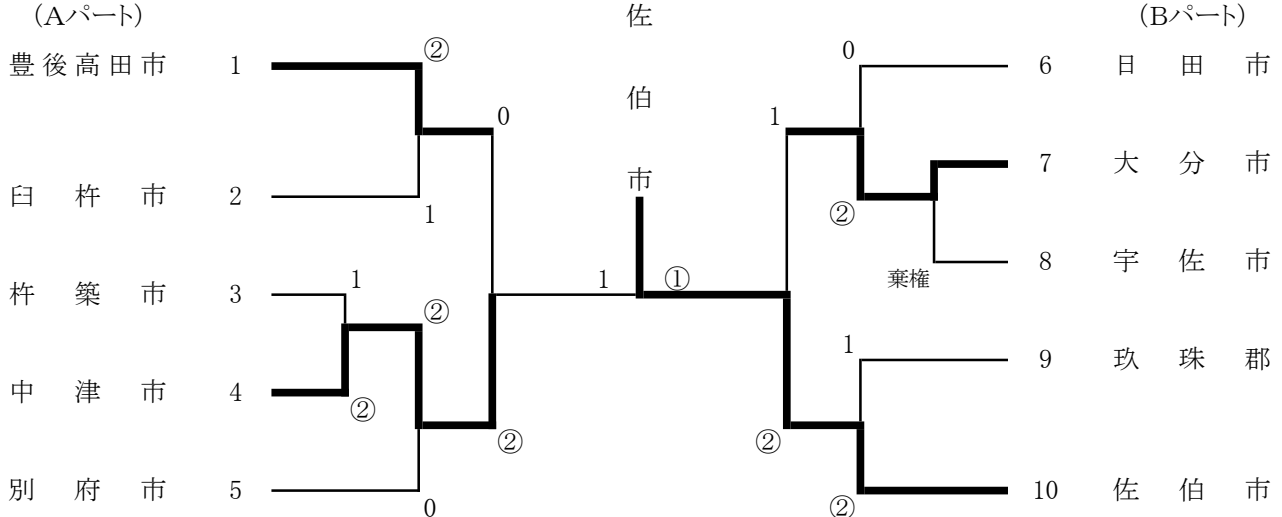 (Aパート)
佐伯市
(Bパート)
豊後高田市 1
②
0
臼杵市 2
1
杵築市 3
1
中津市 4
②
②
別府市 5
0
②
1
①
0
6 日田市
1
7 大分市
②
8 宇佐市
棄権
1
9 玖珠郡
②
10 佐伯市
②